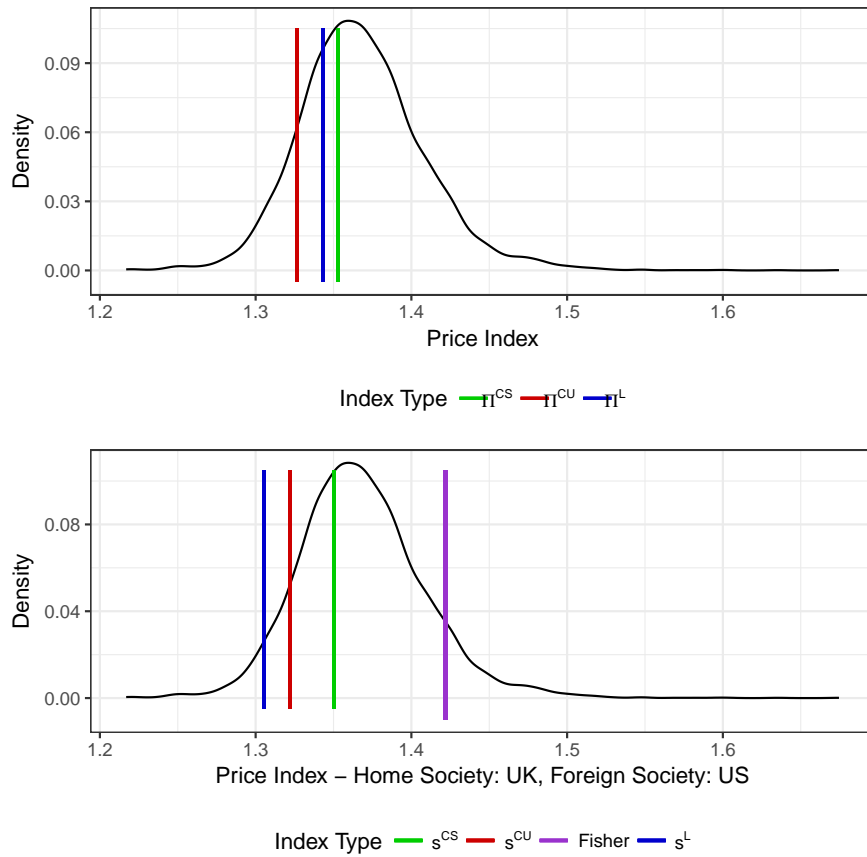 0.09
0.06
0.03
0.00
Density
1.2 1.3 1.4 1.5 1.6
Price Index
Index Type Π^CS Π^CU Π^L
0.08
0.04
0.00
Density
1.2 1.3 1.4 1.5 1.6
Price Index − Home Society: UK, Foreign Society: US
Index Type s^CS s^CU Fisher s^L